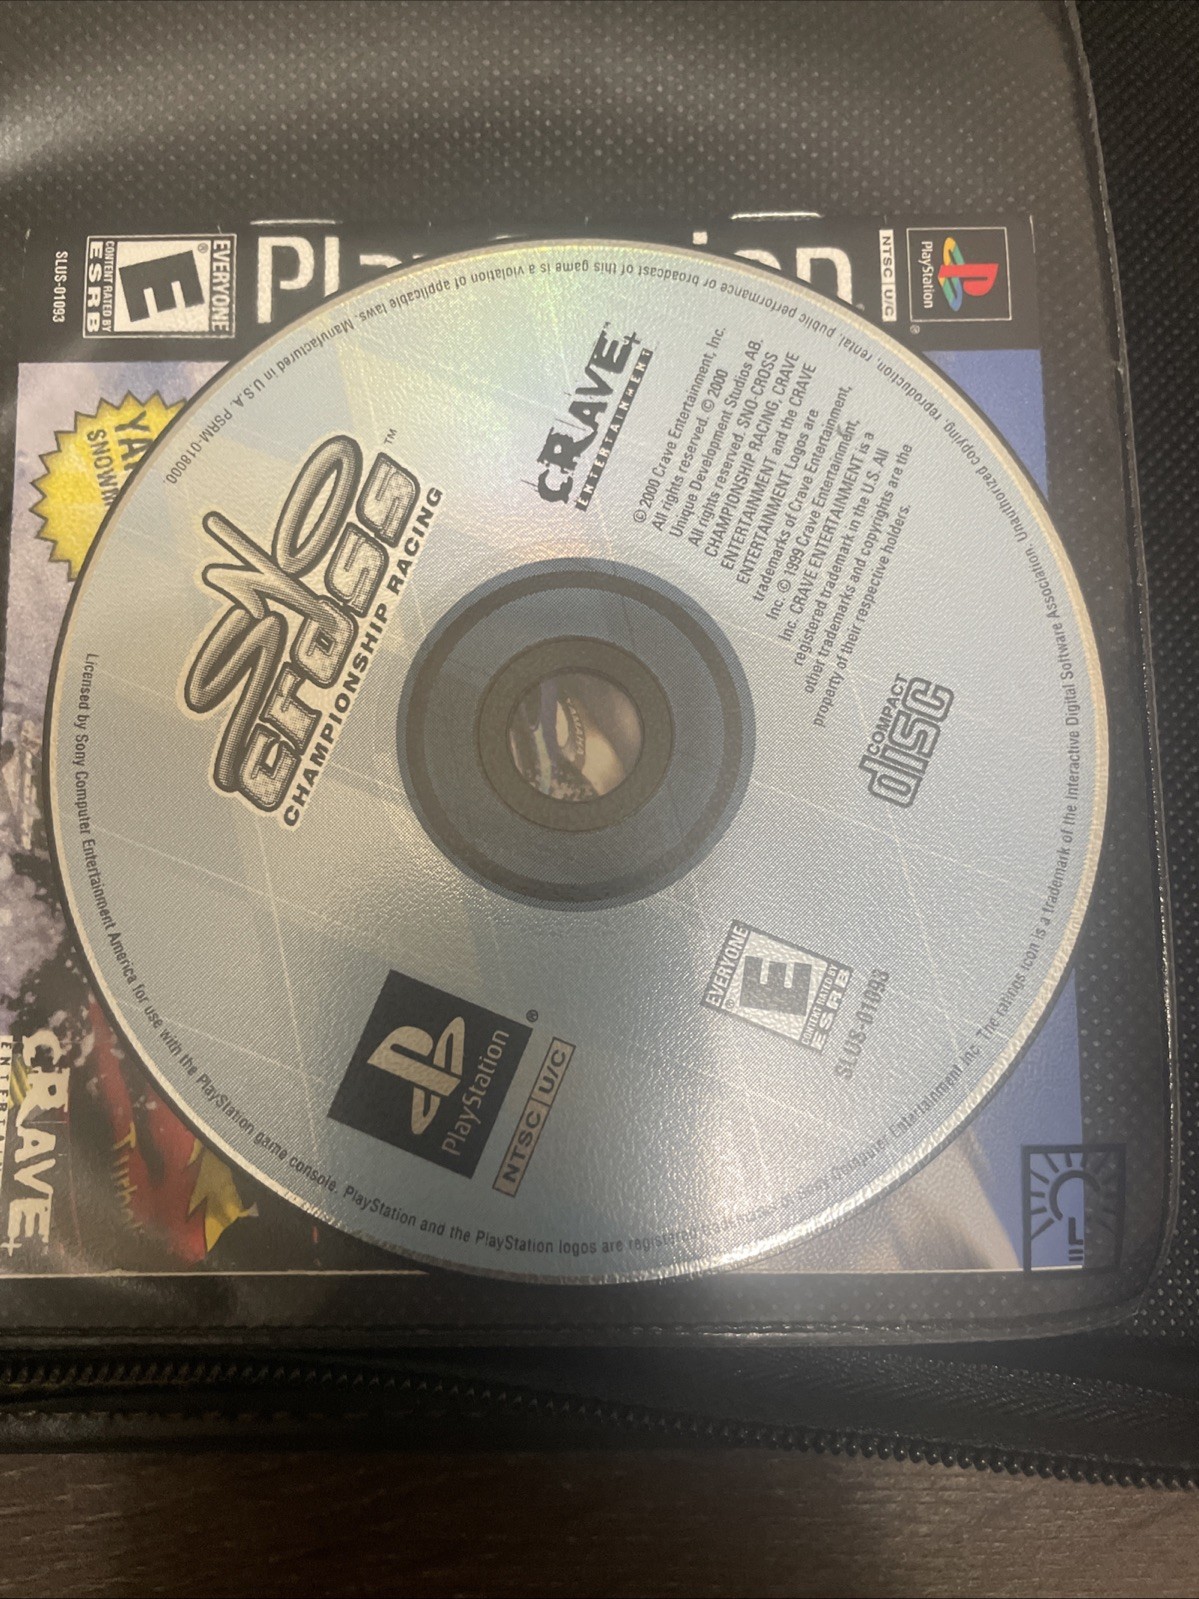 SLUS-01093
EVERYONE
E
®
CONTENT RATED BY
ESRB
NTSC U/C
PlayStation
®
YA
SNOWM
CRAVE
Turb
YAMAHA
SNO
cross™
CHAMPIONSHIP RACING
CRAVE™
ENTERTAINMENT
© 2000 Crave Entertainment, Inc.
All rights reserved. © 2000
Unique Development Studios AB.
All rights reserved. SNO-CROSS
CHAMPIONSHIP RACING, CRAVE
ENTERTAINMENT and the CRAVE
ENTERTAINMENT Logos are
trademarks of Crave Entertainment,
Inc. © 1999 Crave Entertainment,
Inc. CRAVE ENTERTAINMENT is a
registered trademark in the U.S. All
other trademarks and copyrights are the
property of their respective holders.
COMPACT
disc
PlayStation
®
NTSC U/C
EVERYONE
E
®
CONTENT RATED BY
ESRB
SLUS-01093
Licensed by Sony Computer Entertainment America for use with the PlayStation game console. PlayStation and the PlayStation logos are registered trademarks of Sony Computer Entertainment Inc. The ratings icon is a trademark of the Interactive Digital Software Association. Unauthorized copying, reproduction, rental, public performance or broadcast of this game is a violation of applicable laws. Manufactured in U.S.A. PSRM-018000.